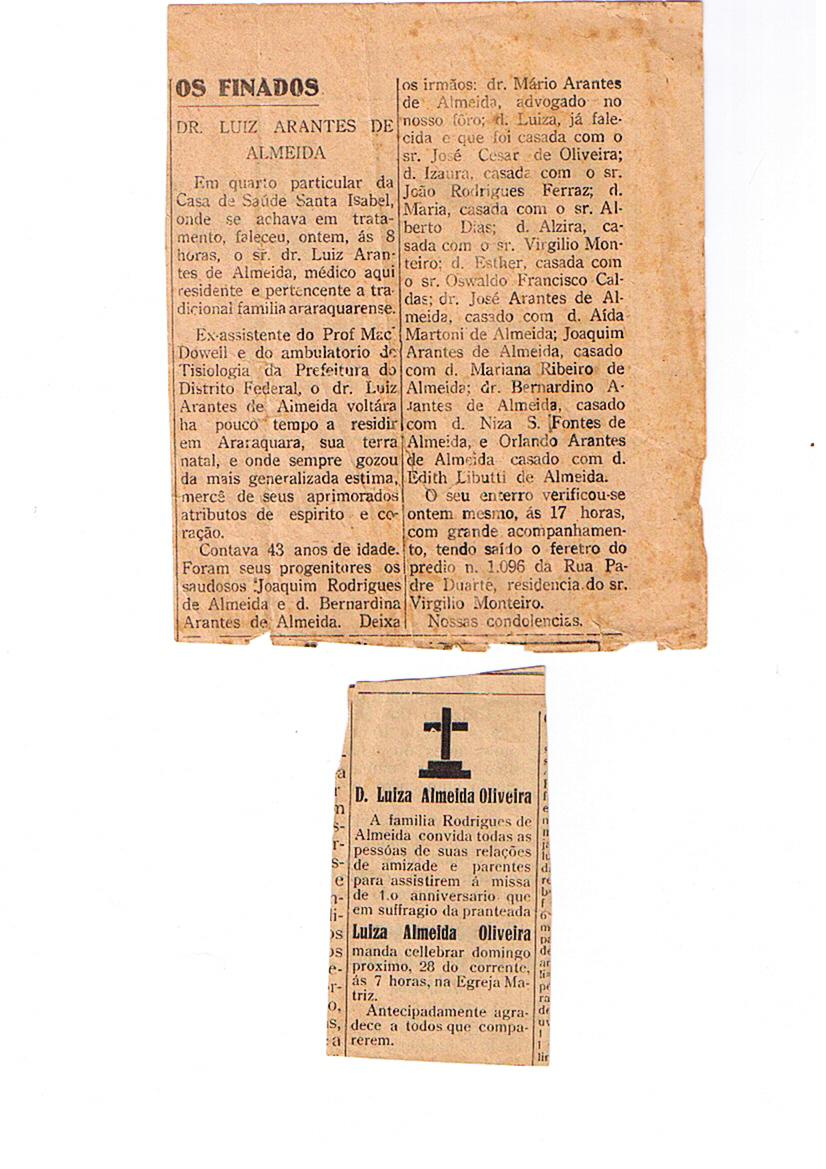 OS FINADOS
DR. LUIZ ARANTES DE
ALMEIDA
Em quarto particular da
Casa de Saúde Santa Isabel,
onde se achava em trata-
mento, faleceu, ontem, ás 8
horas, o sr. dr. Luiz Aran-
tes de Almeida, médico aqui
residente e pertencente a tra-
dicional familia araraquarense.
Ex-assistente do Prof Mac
Dowell e do ambulatorio de
Tisiologia da Prefeitura do
Distrito Federal, o dr. Luiz
Arantes de Almeida voltára
ha pouco tempo a residir
em Araraquara, sua terra
natal, e onde sempre gozou
da mais generalizada estima,
mercê de seus aprimorados
atributos de espirito e co-
ração.
Contava 43 anos de idade.
Foram seus progenitores os
saudosos Joaquim Rodrigues
de Almeida e d. Bernardina
Arantes de Almeida. Deixa
os irmãos: dr. Mário Arantes
de Almeida, advogado no
nosso fôro; d. Luiza, já fale-
cida e que foi casada com o
sr. José Cesar de Oliveira;
d. Izaura, casada com o sr.
João Rodrigues Ferraz; d.
Maria, casada com o sr. Al-
berto Dias; d. Alzira, ca-
sada com o sr. Virgilio Mon-
teiro; d. Esther, casada com
o sr. Oswaldo Francisco Cal-
das; dr. José Arantes de Al-
meida, casado com d. Aída
Martoni de Almeida; Joaquim
Arantes de Almeida, casado
com d. Mariana Ribeiro de
Almeida; dr. Bernardino A-
rantes de Almeida, casado
com d. Niza S. Fontes de
Almeida, e Orlando Arantes
de Almeida casado com d.
Edith Libutti de Almeida.
O seu enterro verificou-se
ontem mesmo, ás 17 horas,
com grande acompanhamen-
to, tendo saído o feretro do
predio n. 1.096 da Rua Pa-
dre Duarte, residencia do sr.
Virgilio Monteiro.
Nossas condolencias.
D. Luiza Almeida Oliveira
A familia Rodrigues de
Almeida convida todas as
pessôas de suas relações
de amizade e parentes
para assistirem á missa
de 1.o anniversario que
em suffragio da pranteada
Luiza Almeida Oliveira
manda cellebrar domingo
proximo, 28 do corrente,
ás 7 horas, na Egreja Ma-
triz.
Antecipadamente agra-
dece a todos que compa-
rerem.